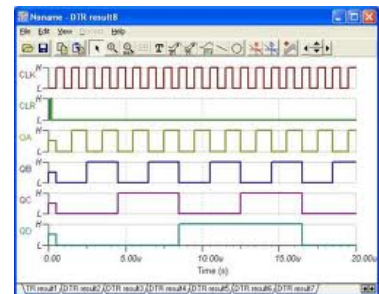 Noname - DTR result8
File Edit View Process Help
T
CLK H
L
CLR H
L
QA H
L
QB H
L
QC H
L
QD H
L
0.00 5.00u 10.00u 15.00u 20.00u
Time (s)
TR result1 DTR result2 DTR result3 DTR result4 DTR result5 DTR result6 DTR result7